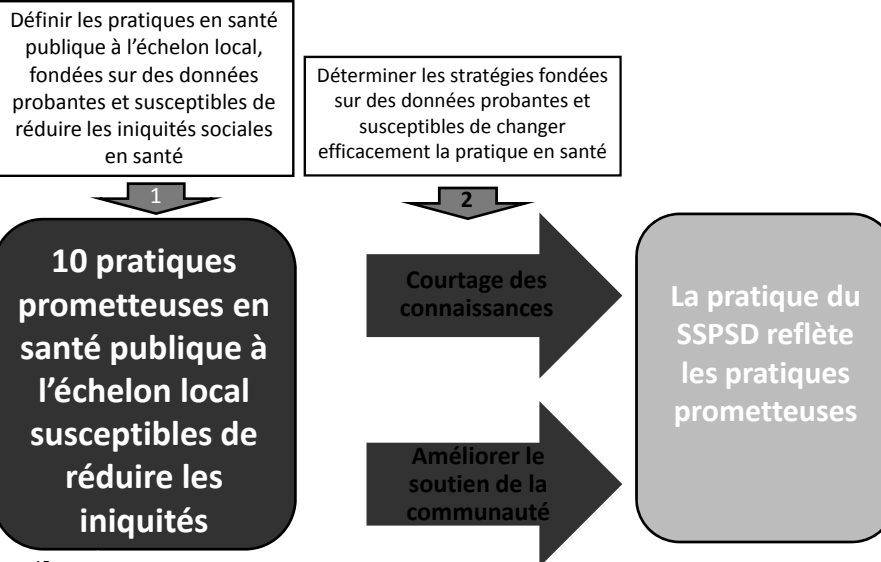 Définir les pratiques en santé
publique à l'échelon local,
fondées sur des données
probantes et susceptibles de
réduire les iniquités sociales
en santé
Déterminer les stratégies fondées
sur des données probantes et
susceptibles de changer
efficacement la pratique en santé
1
2
10 pratiques
prometteuses en
santé publique à
l'échelon local
susceptibles de
réduire les
iniquités
Courtage des
connaissances
Améliorer le
soutien de la
communauté
La pratique du
SSPSD reflète
les pratiques
prometteuses